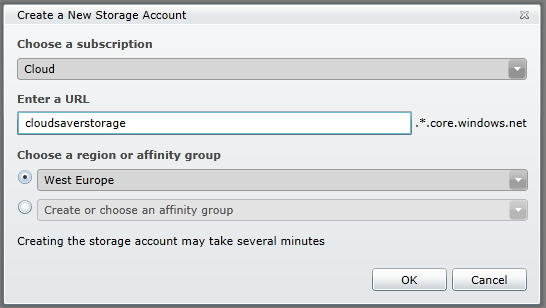 Create a New Storage Account
Choose a subscription
Cloud
Enter a URL
cloudsaverstorage .*.core.windows.net
Choose a region or affinity group
West Europe
Create or choose an affinity group
Creating the storage account may take several minutes
OK Cancel